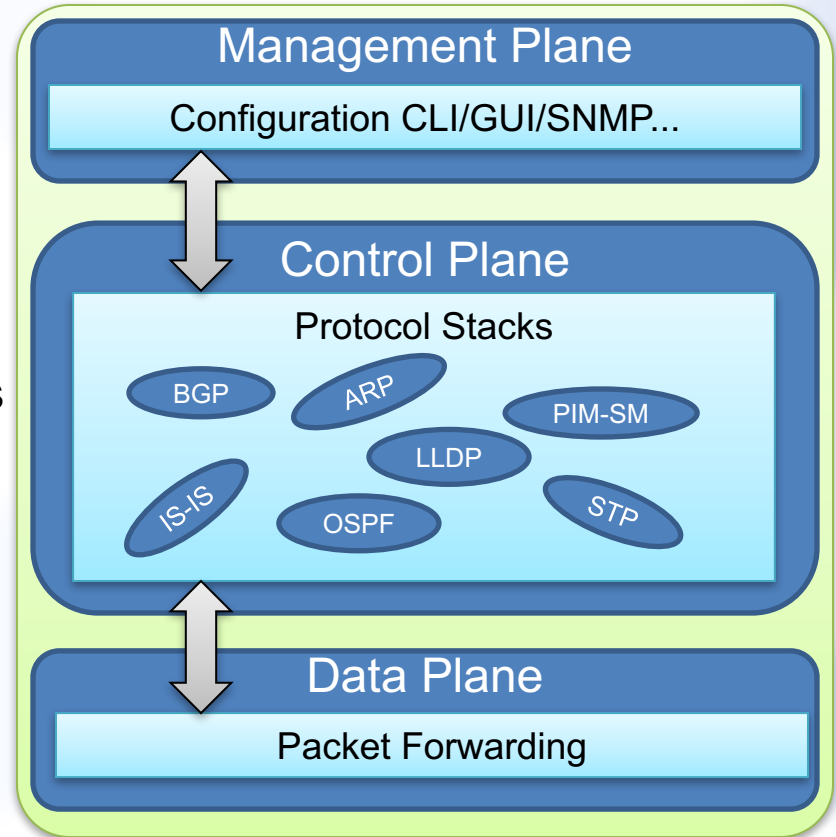 Management Plane
Configuration CLI/GUI/SNMP...
Control Plane
Protocol Stacks
BGP
ARP
PIM-SM
LLDP
IS-IS
OSPF
STP
s
Data Plane
Packet Forwarding